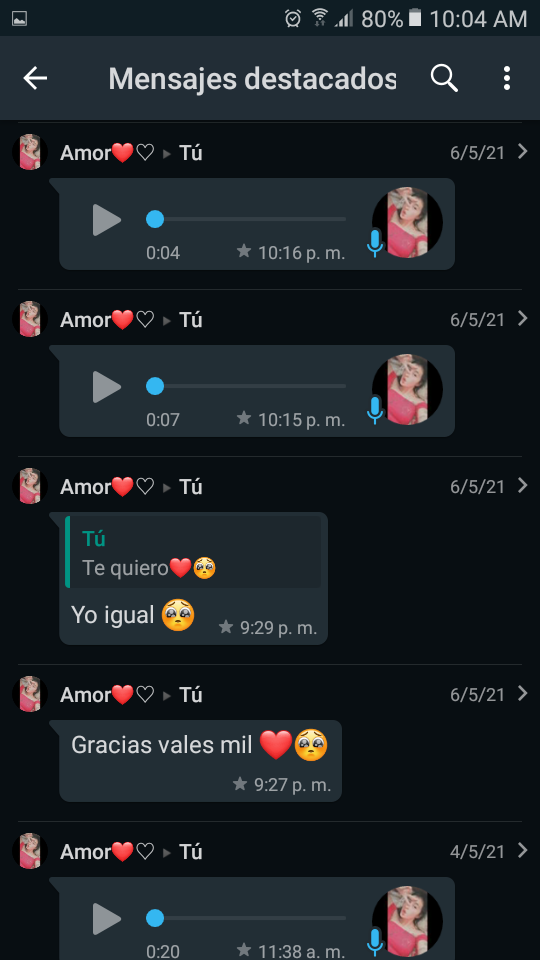 80% 10:04 AM
Mensajes destacados
Amor❤️♡ ▸ Tú 6/5/21
0:04 ★ 10:16 p. m.
Amor❤️♡ ▸ Tú 6/5/21
0:07 ★ 10:15 p. m.
Amor❤️♡ ▸ Tú 6/5/21
Tú
Te quiero❤️🥺
Yo igual 🥺
★ 9:29 p. m.
Amor❤️♡ ▸ Tú 6/5/21
Gracias vales mil ❤️🥺
★ 9:27 p. m.
Amor❤️♡ ▸ Tú 4/5/21
0:20 ★ 11:38 a. m.